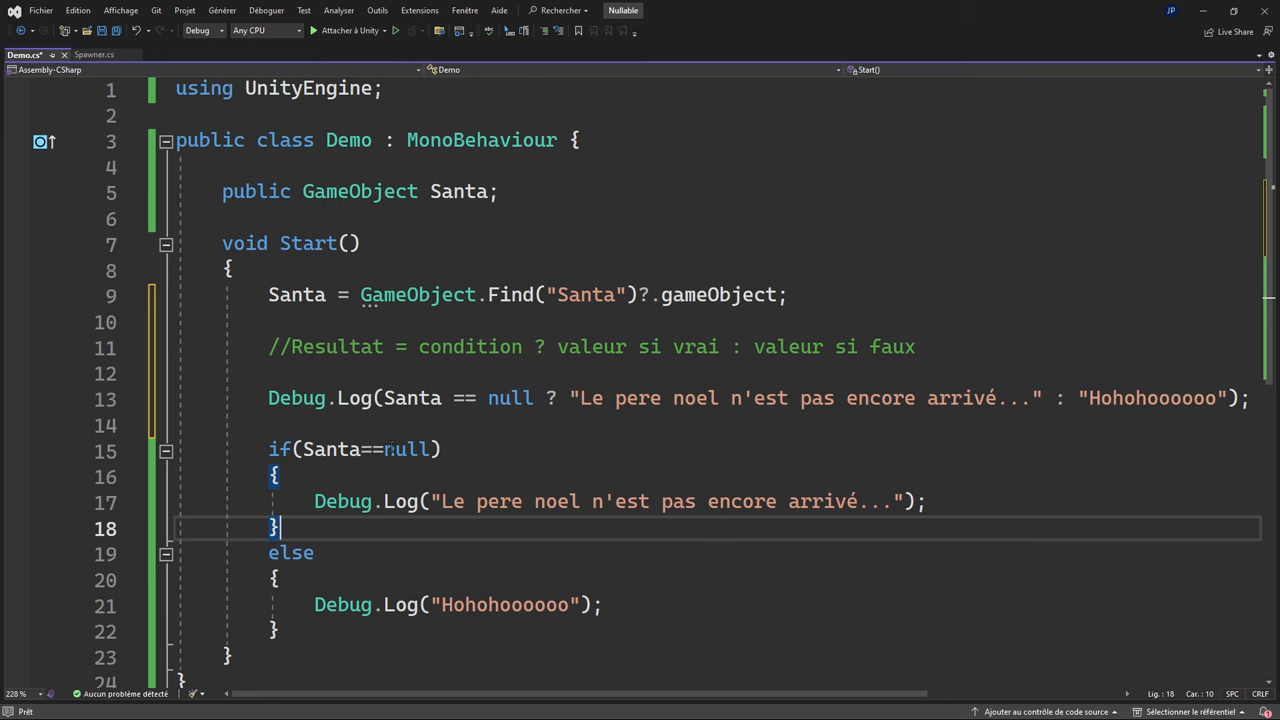 Fichier Edition Affichage Git Projet Générer Déboguer Test Analyser Outils Extensions Fenêtre Aide Rechercher Nullable JP
Debug Any CPU Attacher à Unity Live Share
Demo.cs* Spawner.cs
Assembly-CSharp Demo Start()
1 using UnityEngine;
2
3 public class Demo : MonoBehaviour {
4
5 public GameObject Santa;
6
7 void Start()
8 {
9 Santa = GameObject.Find("Santa")?.gameObject;
10
11 //Resultat = condition ? valeur si vrai : valeur si faux
12
13 Debug.Log(Santa == null ? "Le pere noel n'est pas encore arrivé..." : "Hohohoooooo");
14
15 if(Santa==null)
16 {
17 Debug.Log("Le pere noel n'est pas encore arrivé...");
18 }
19 else
20 {
21 Debug.Log("Hohohoooooo");
22 }
23 }
24 }
228 % Aucun problème détecté Lig. : 18 Car. : 10 SPC CRLF
Prêt Ajouter au contrôle de code source Sélectionner le référentiel 1